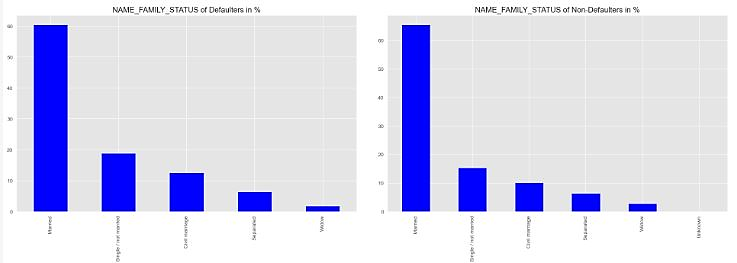 NAME_FAMILY_STATUS of Defaulters in %
60
50
40
30
20
10
0
Married
Single / not married
Civil marriage
Separated
Widow
NAME_FAMILY_STATUS of Non-Defaulters in %
60
50
40
30
20
10
0
Married
Single / not married
Civil marriage
Separated
Widow
Unknown